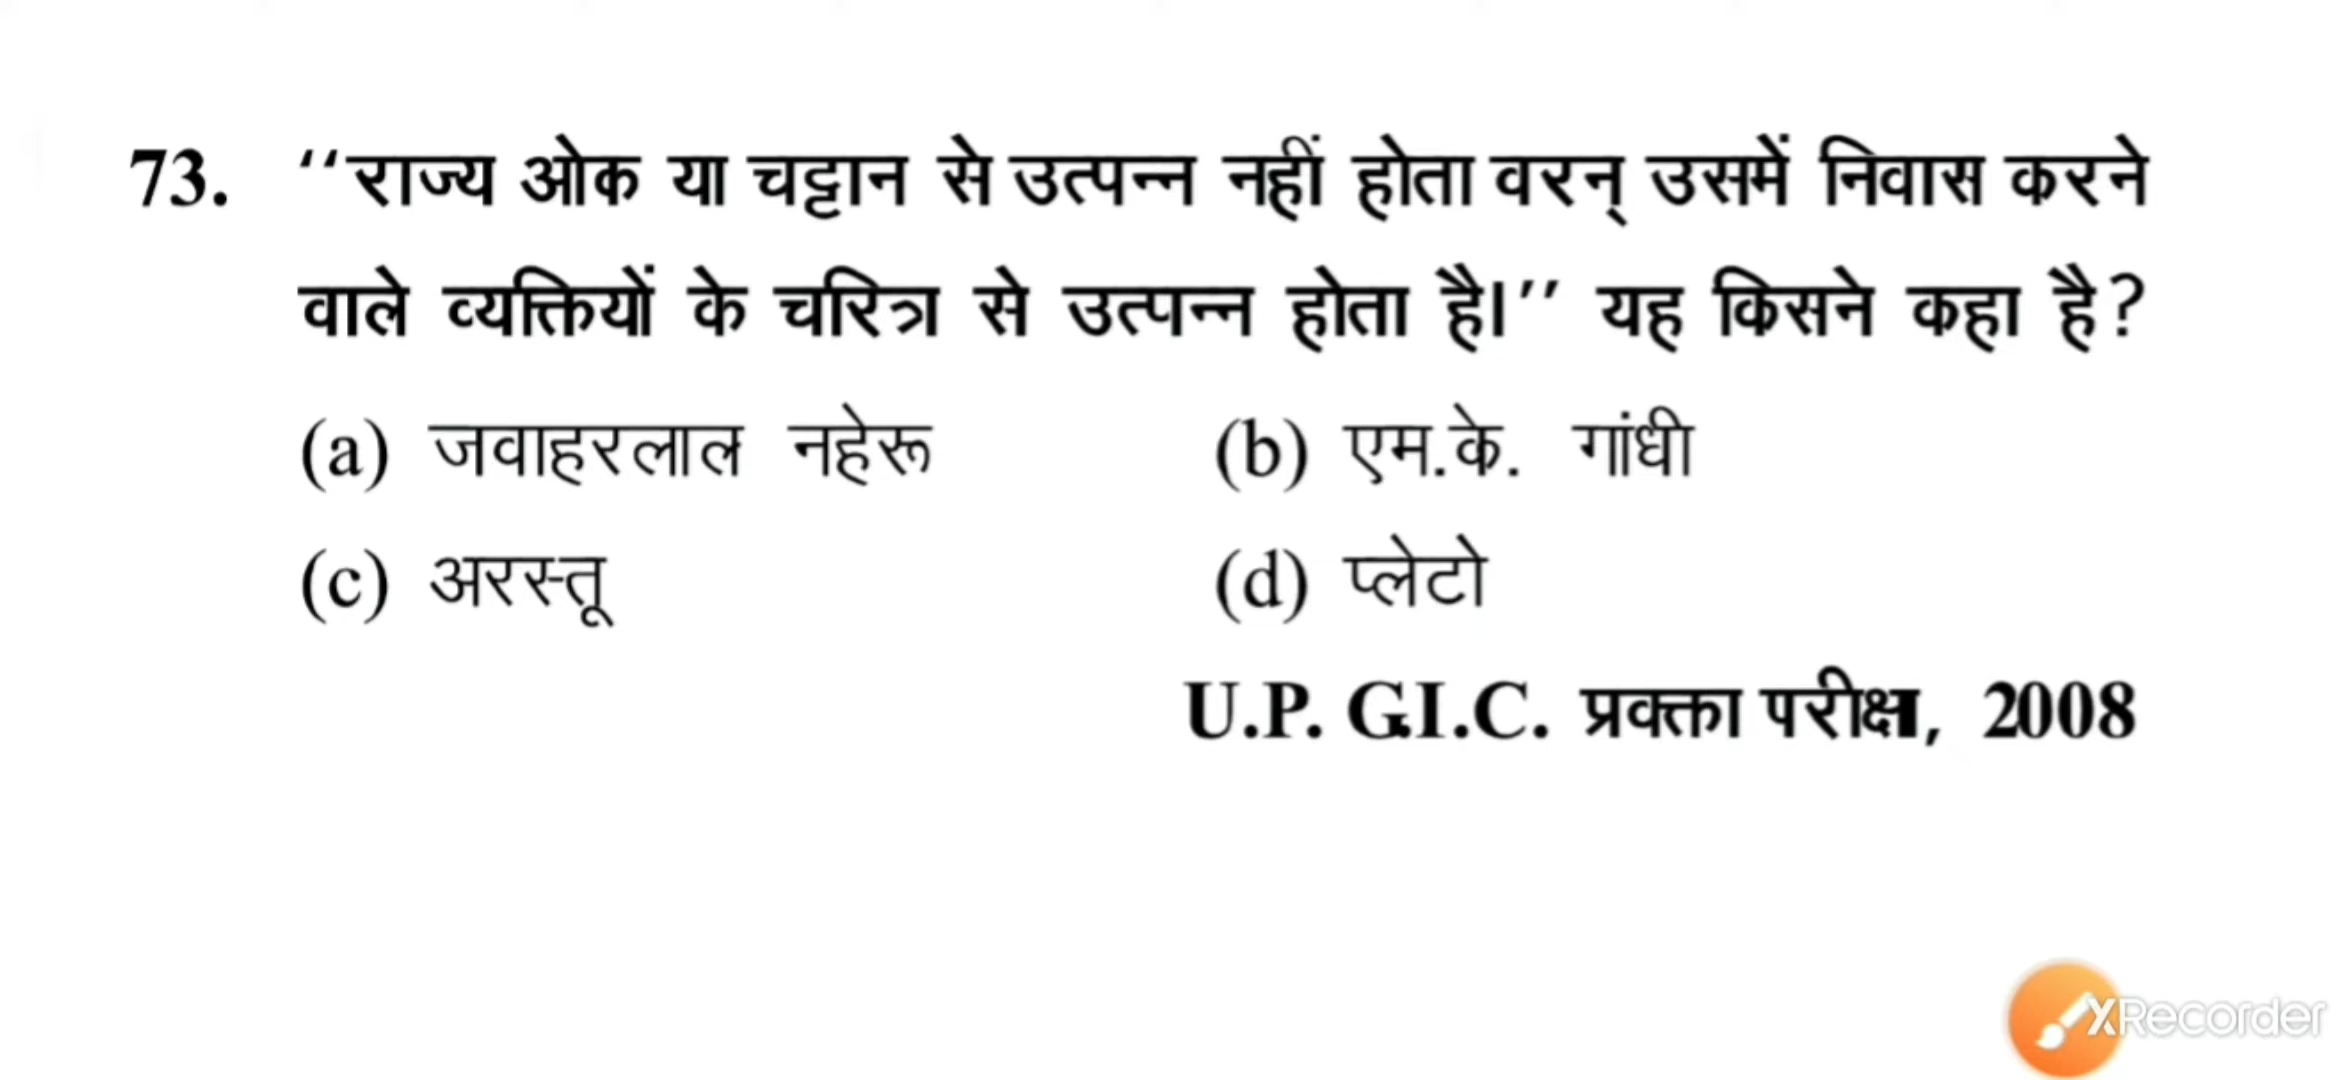 73. ‘‘राज्य ओक या चट्टान से उत्पन्न नहीं होता वरन् उसमें निवास करने
वाले व्यक्तियों के चरित्र से उत्पन्न होता है।’’ यह किसने कहा है?
(a) जवाहरलाल नहेरू (b) एम.के. गांधी
(c) अरस्तू (d) प्लेटो
U.P. G.I.C. प्रक्ता परीक्षा, 2008
XRecorder